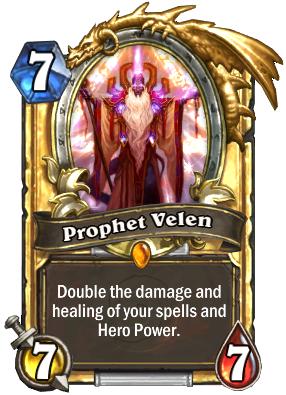 7
Prophet Velen
Double the damage and
healing of your spells and
Hero Power.
7
7